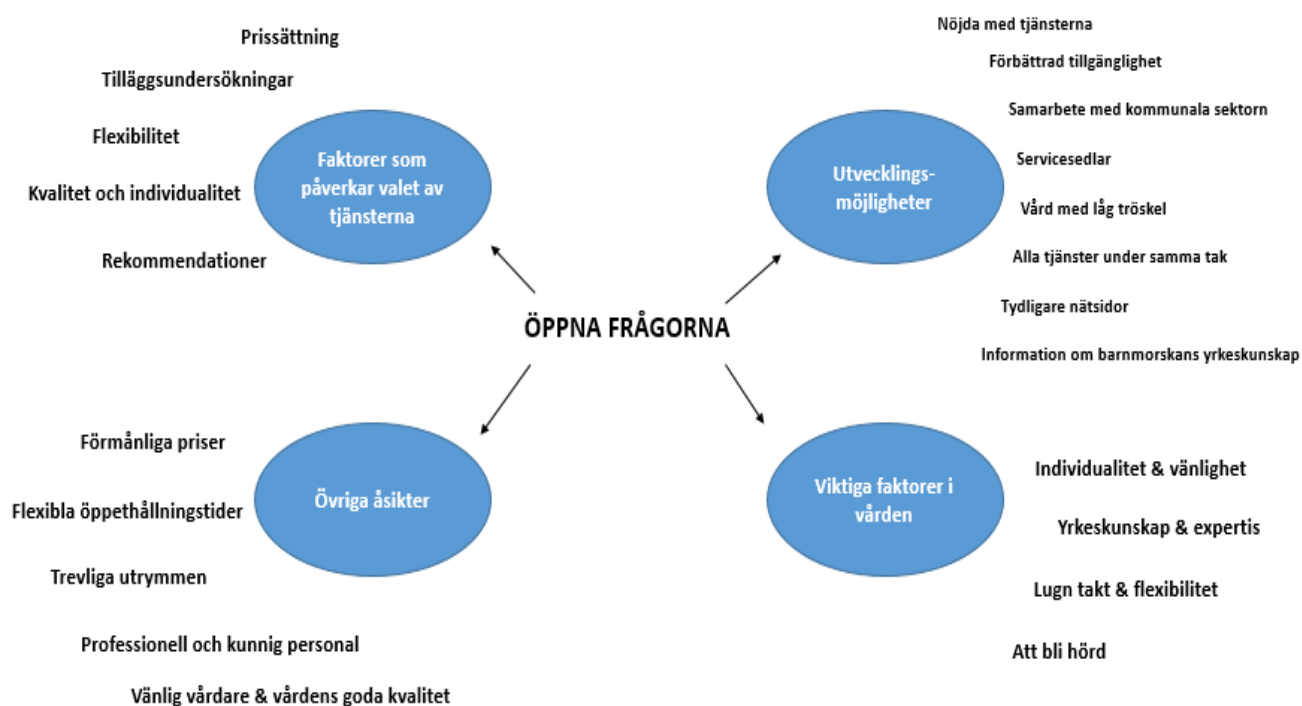 Prissättning
Tilläggsundersökningar
Flexibilitet
Kvalitet och individualitet
Rekommendationer
Faktorer som
påverkar valet av
tjänsterna
Nöjda med tjänsterna
Förbättrad tillgänglighet
Samarbete med kommunala sektorn
Servicesedlar
Vård med låg tröskel
Alla tjänster under samma tak
Tydligare nätsidor
Information om barnmorskans yrkeskunskap
Utvecklings-
möjligheter
ÖPPNA FRÅGORNA
Förmånliga priser
Flexibla öppethållningstider
Trevliga utrymmen
Professionell och kunnig personal
Vänlig vårdare & vårdens goda kvalitet
Övriga åsikter
Viktiga faktorer i
vården
Individualitet & vänlighet
Yrkeskunskap & expertis
Lugn takt & flexibilitet
Att bli hörd